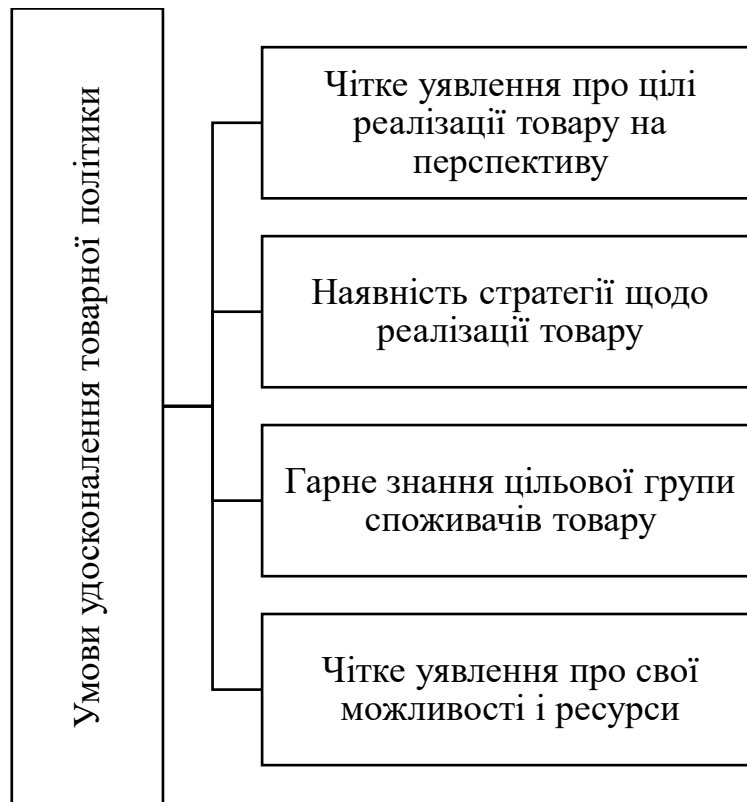 Умови удосконалення товарної політики
Чітке уявлення про цілі
реалізації товару на
перспективу
Наявність стратегії щодо
реалізації товару
Гарне знання цільової групи
споживачів товару
Чітке уявлення про свої
можливості і ресурси